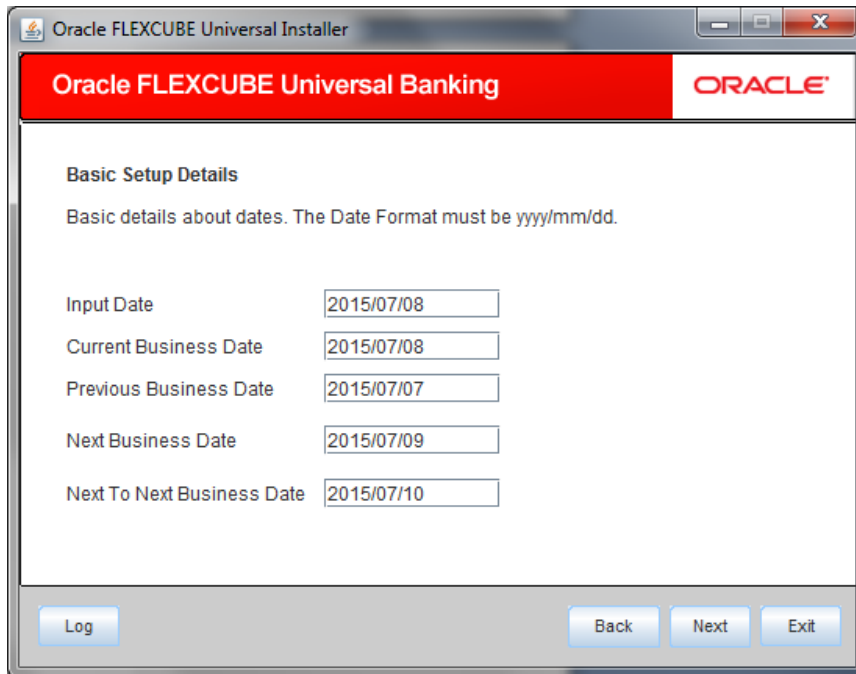 Oracle FLEXCUBE Universal Installer
Oracle FLEXCUBE Universal Banking
ORACLE
Basic Setup Details
Basic details about dates. The Date Format must be yyyy/mm/dd.
Input Date 2015/07/08
Current Business Date 2015/07/08
Previous Business Date 2015/07/07
Next Business Date 2015/07/09
Next To Next Business Date 2015/07/10
Log Back Next Exit